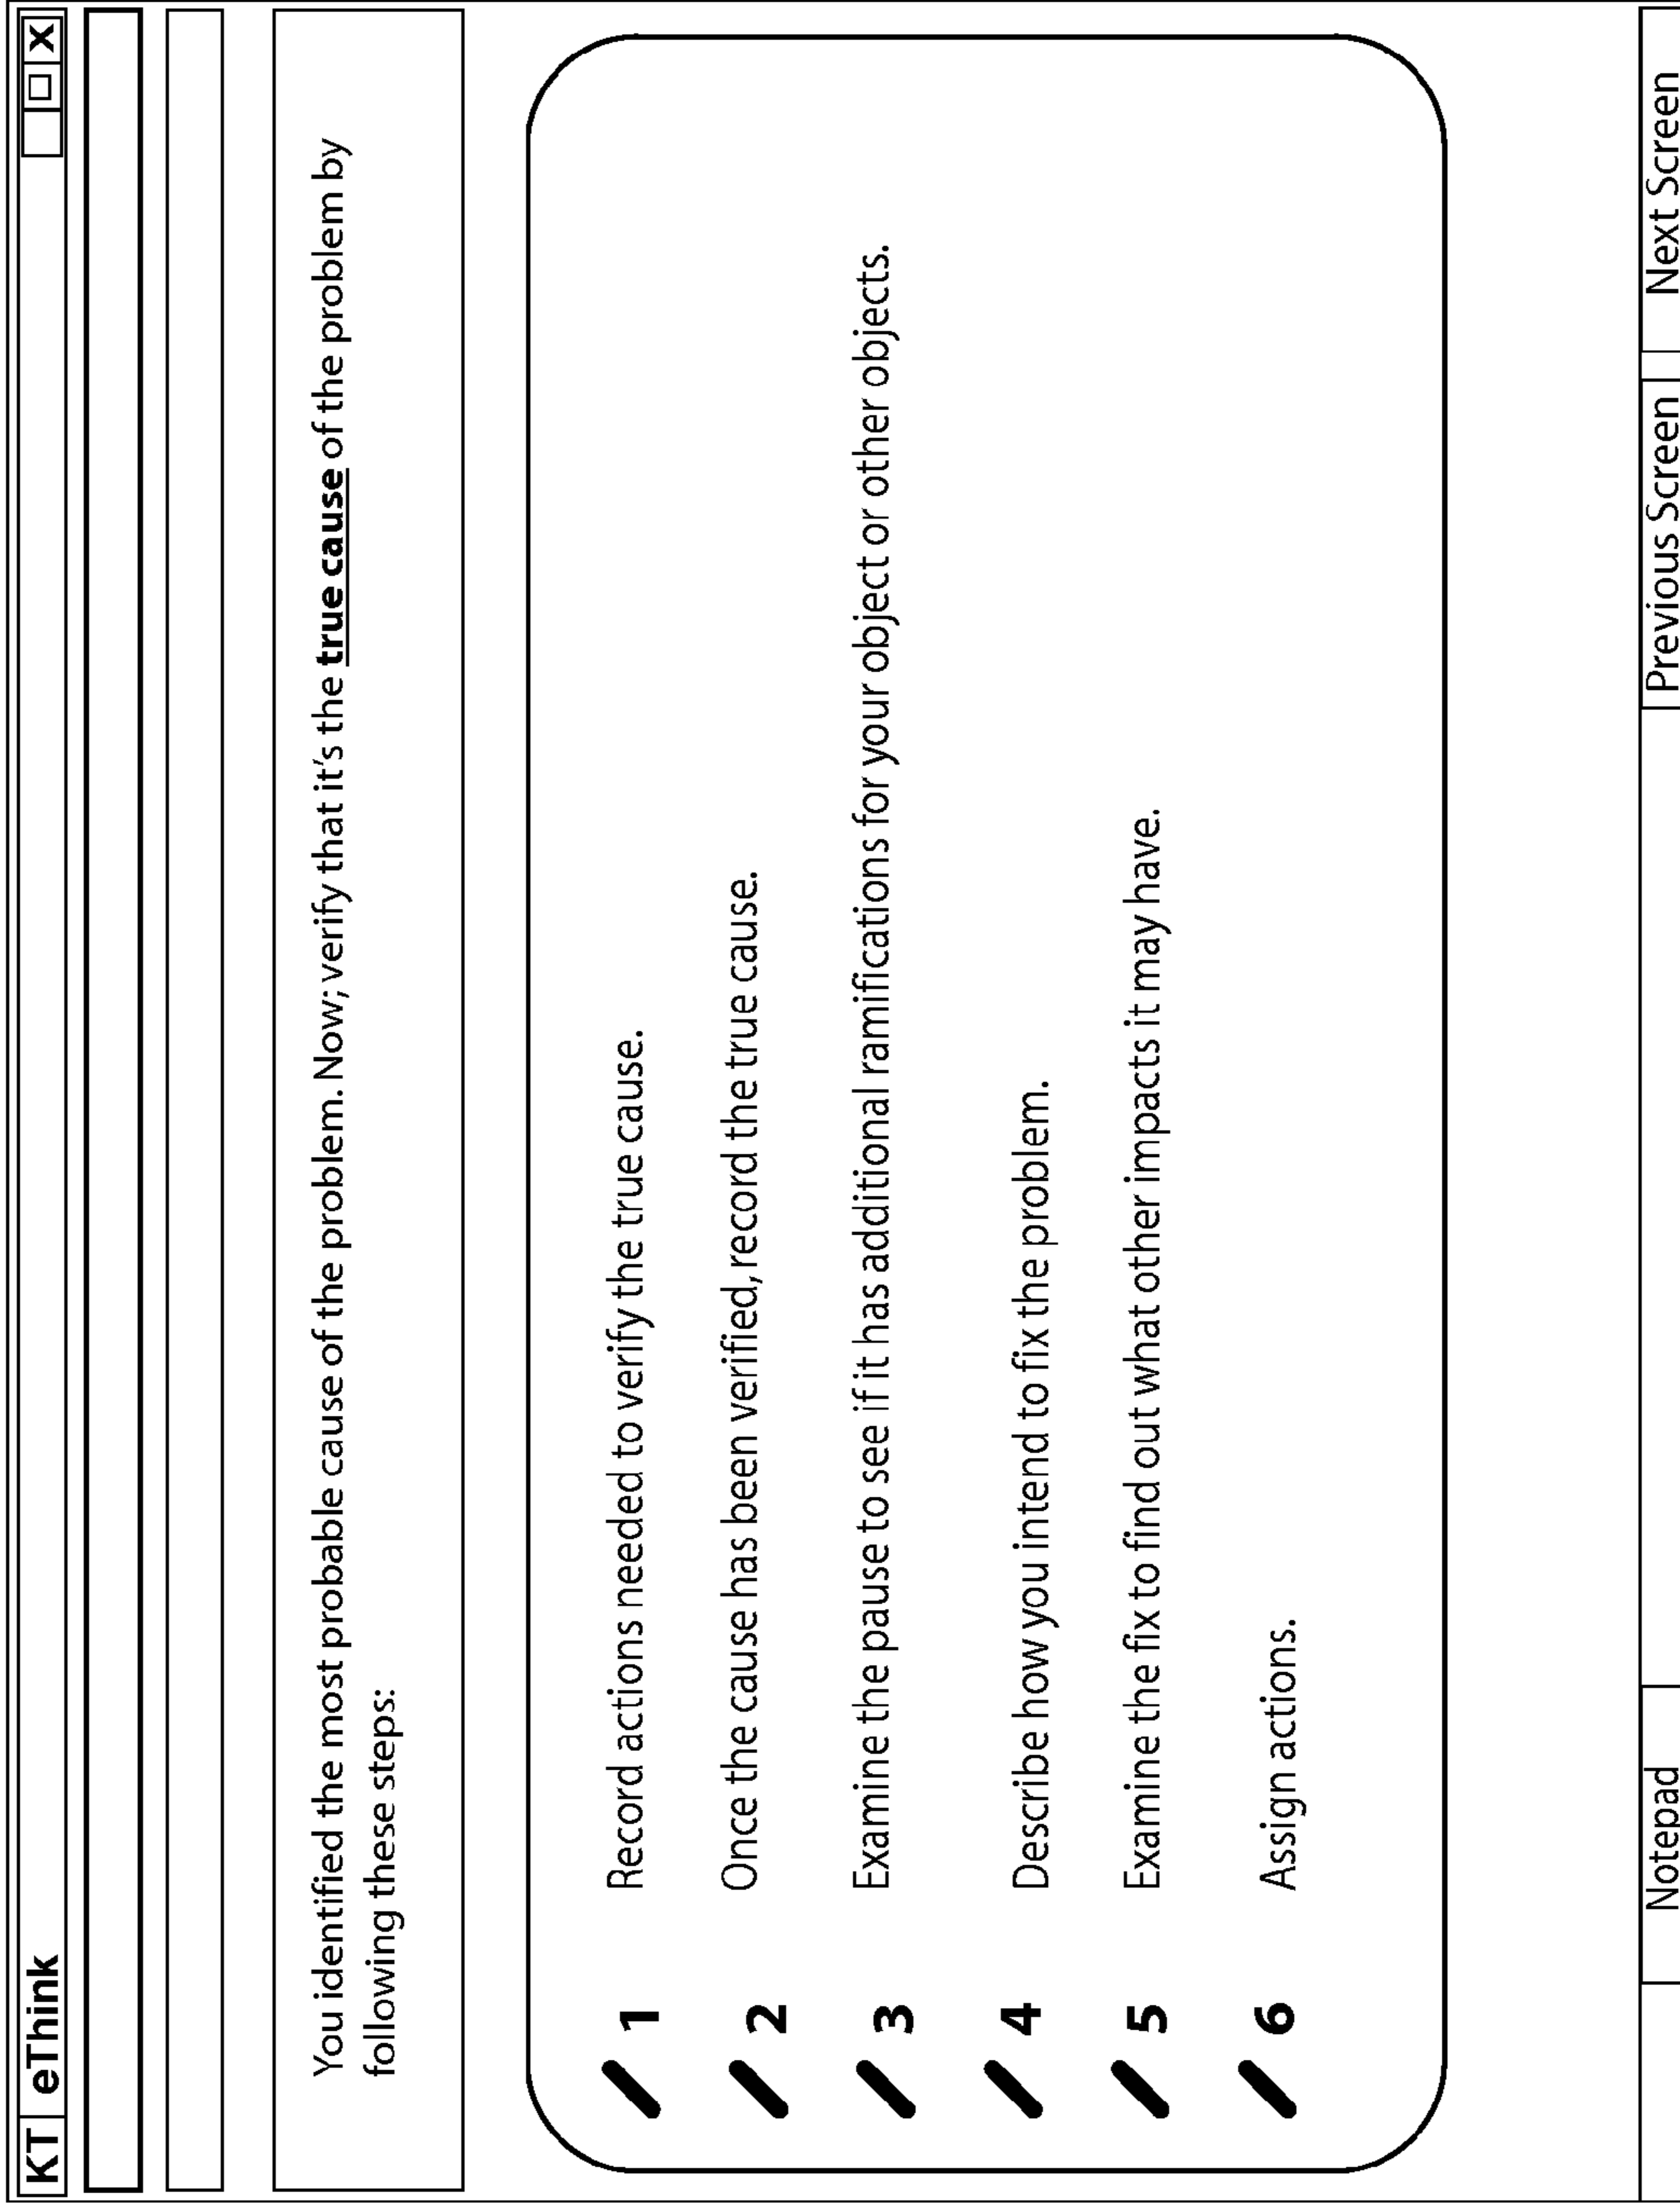 KT eThink X
You identified the most probable cause of the problem. Now; verify that it's the true cause of the problem by
following these steps:
1 Record actions needed to verify the true cause.
2 Once the cause has been verified, record the true cause.
3 Examine the pause to see if it has additional ramifications for your object or other objects.
4 Describe how you intend to fix the problem.
5 Examine the fix to find out what other impacts it may have.
6 Assign actions.
Notepad Previous Screen Next Screen